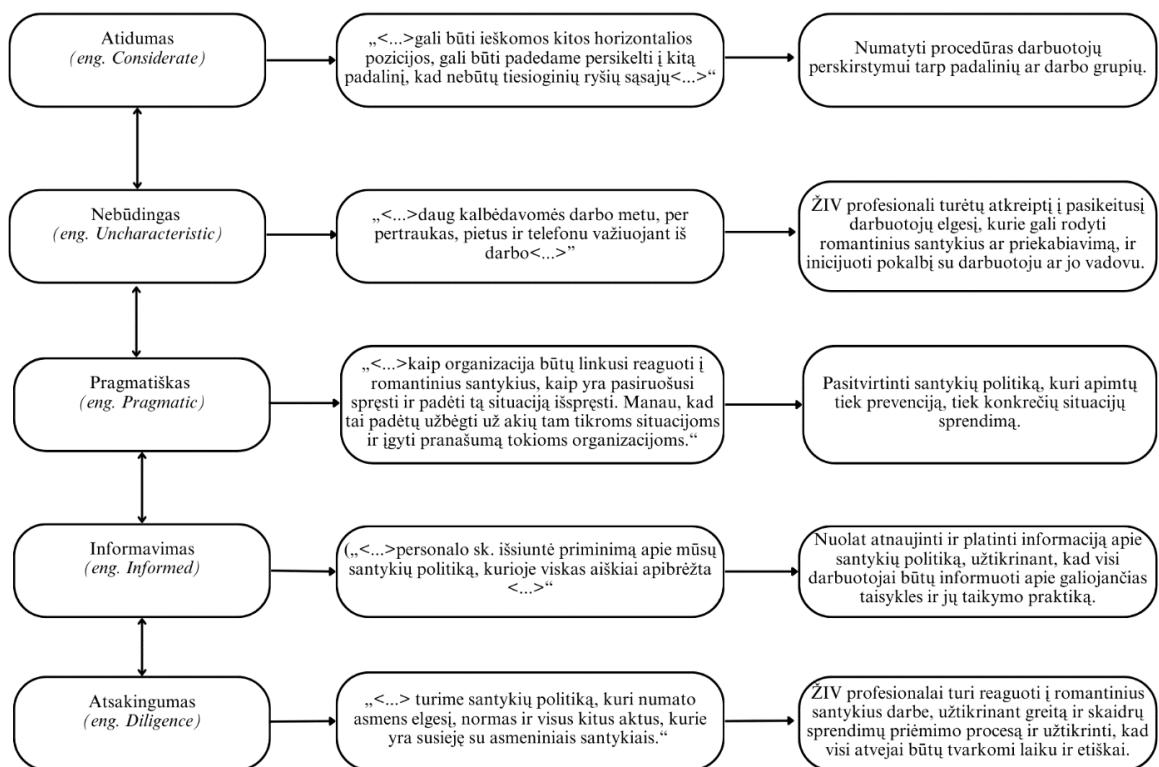 Atidumas
(eng. Considerate)
„<...>gali būti ieškomos kitos horizontalios
pozicijos, gali būti padedame persikelti į kitą
padalinį, kad nebūtų tiesioginių ryšių sąsajų<...>“
Numatyti procedūras darbuotojų
perskirstymui tarp padalinių ar darbo grupių.
Nebūdingas
(eng. Uncharacteristic)
„<...>daug kalbėdavomės darbo metu, per
pertraukas, pietus ir telefonu važiuojant iš
darbo<...>”
ŽIV profesionali turėtų atkreiptį į pasikeitusį
darbuotojų elgesį, kurie gali rodyti
romantinius santykius ar priekabiavimą, ir
inicijuoti pokalbį su darbuotoju ar jo vadovu.
Pragmatiškas
(eng. Pragmatic)
„<...>kaip organizacija būtų linkusi reaguoti į
romantinius santykius, kaip yra pasiruošusi
spręsti ir padėti tą situaciją išspręsti. Manau, kad
tai padėtų užbėgti už akių tam tikroms situacijoms
ir įgyti pranašumą tokioms organizacijoms.“
Pasitvirtinti santykių politiką, kuri apimtų
tiek prevenciją, tiek konkrečių situacijų
sprendimą.
Informavimas
(eng. Informed)
(„<...>personalo sk. išsiuntė priminimą apie mūsų
santykių politiką, kurioje viskas aiškiai apibrėžta
<...>“
Nuolat atnaujinti ir platinti informaciją apie
santykių politiką, užtikrinant, kad visi
darbuotojai būtų informuoti apie galiojančias
taisykles ir jų taikymo praktiką.
Atsakingumas
(eng. Diligence)
„<...> turime santykių politiką, kuri numato
asmens elgesį, normas ir visus kitus aktus, kurie
yra susieję su asmeniniais santykiais.“
ŽIV profesionalai turi reaguoti į romantinius
santykius darbe, užtikrinant greitą ir skaidrų
sprendimų priėmimo procesą ir užtikrinti, kad
visi atvejai būtų tvarkomi laiku ir etiškai.